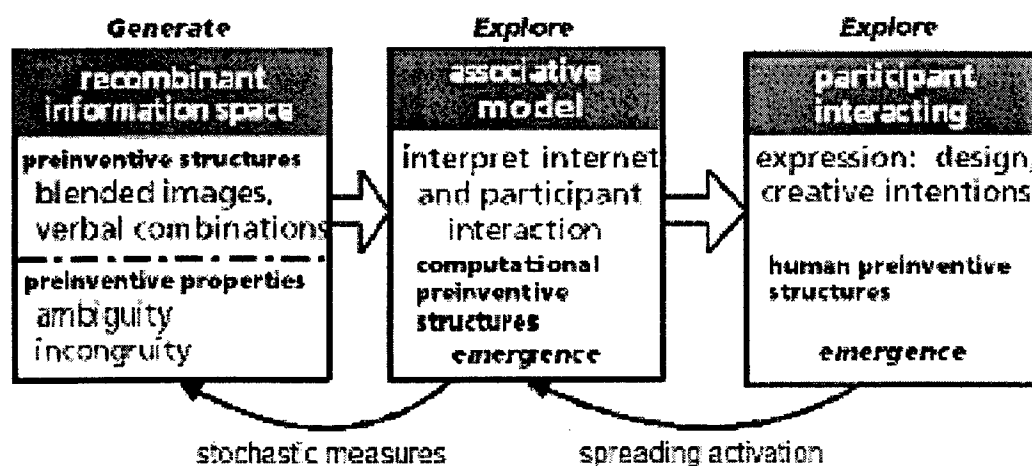 Generate
recombinant
information space
preinventive structures
blended images,
verbal combinations
preinventive properties
ambiguity
incongruity
Explore
associative
model
interpret internet
and participant
interaction
computational
preinventive
structures
emergence
Explore
participant
interacting
expression: design,
creative intentions
human preinventive
structures
emergence
stochastic measures
spreading activation